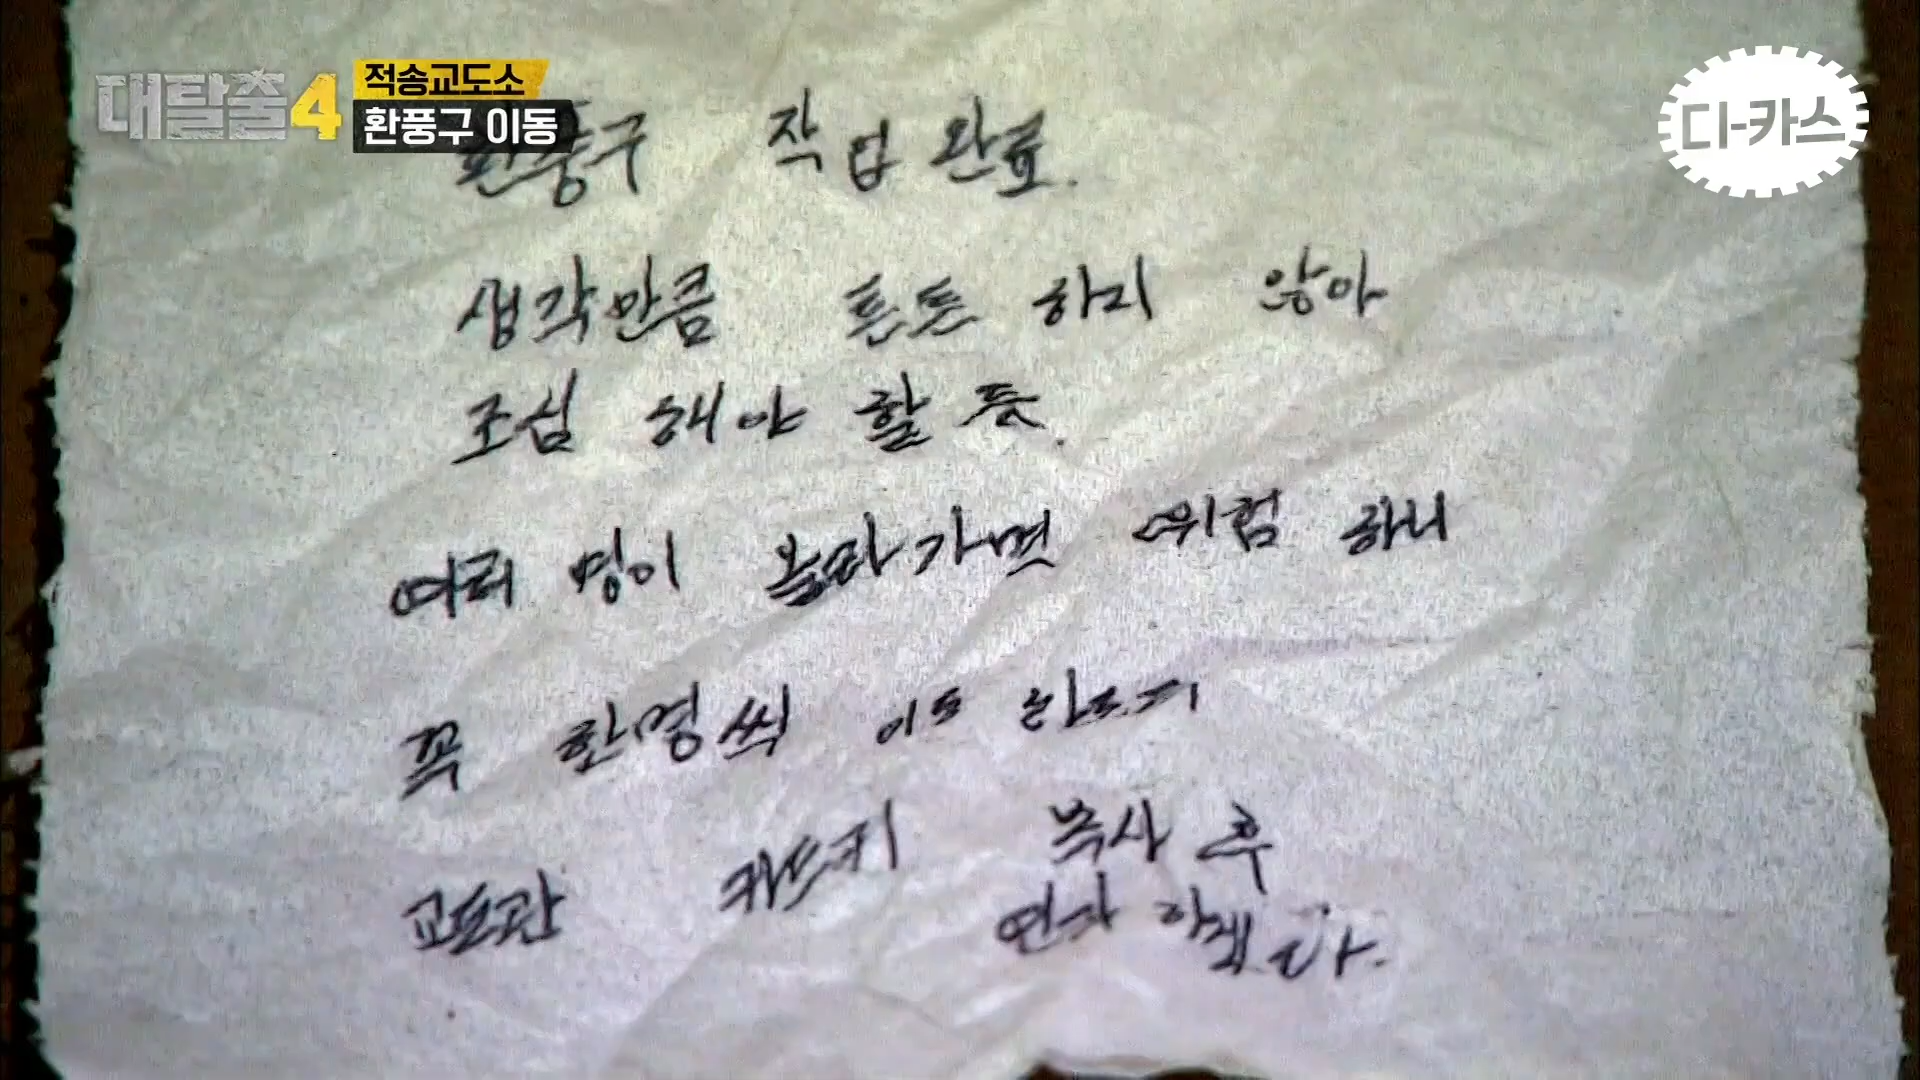 대탈출4
적송교도소
환풍구 이동
디-카스
환풍구 작업 완료.
생각만큼 튼튼 하지 않아
조심 해야 할 듯.
여러 명이 올라가면 위험 하니
꼭 한명씩 이동 하도록
교도관 카드키 복사 후
연락 하겠다.